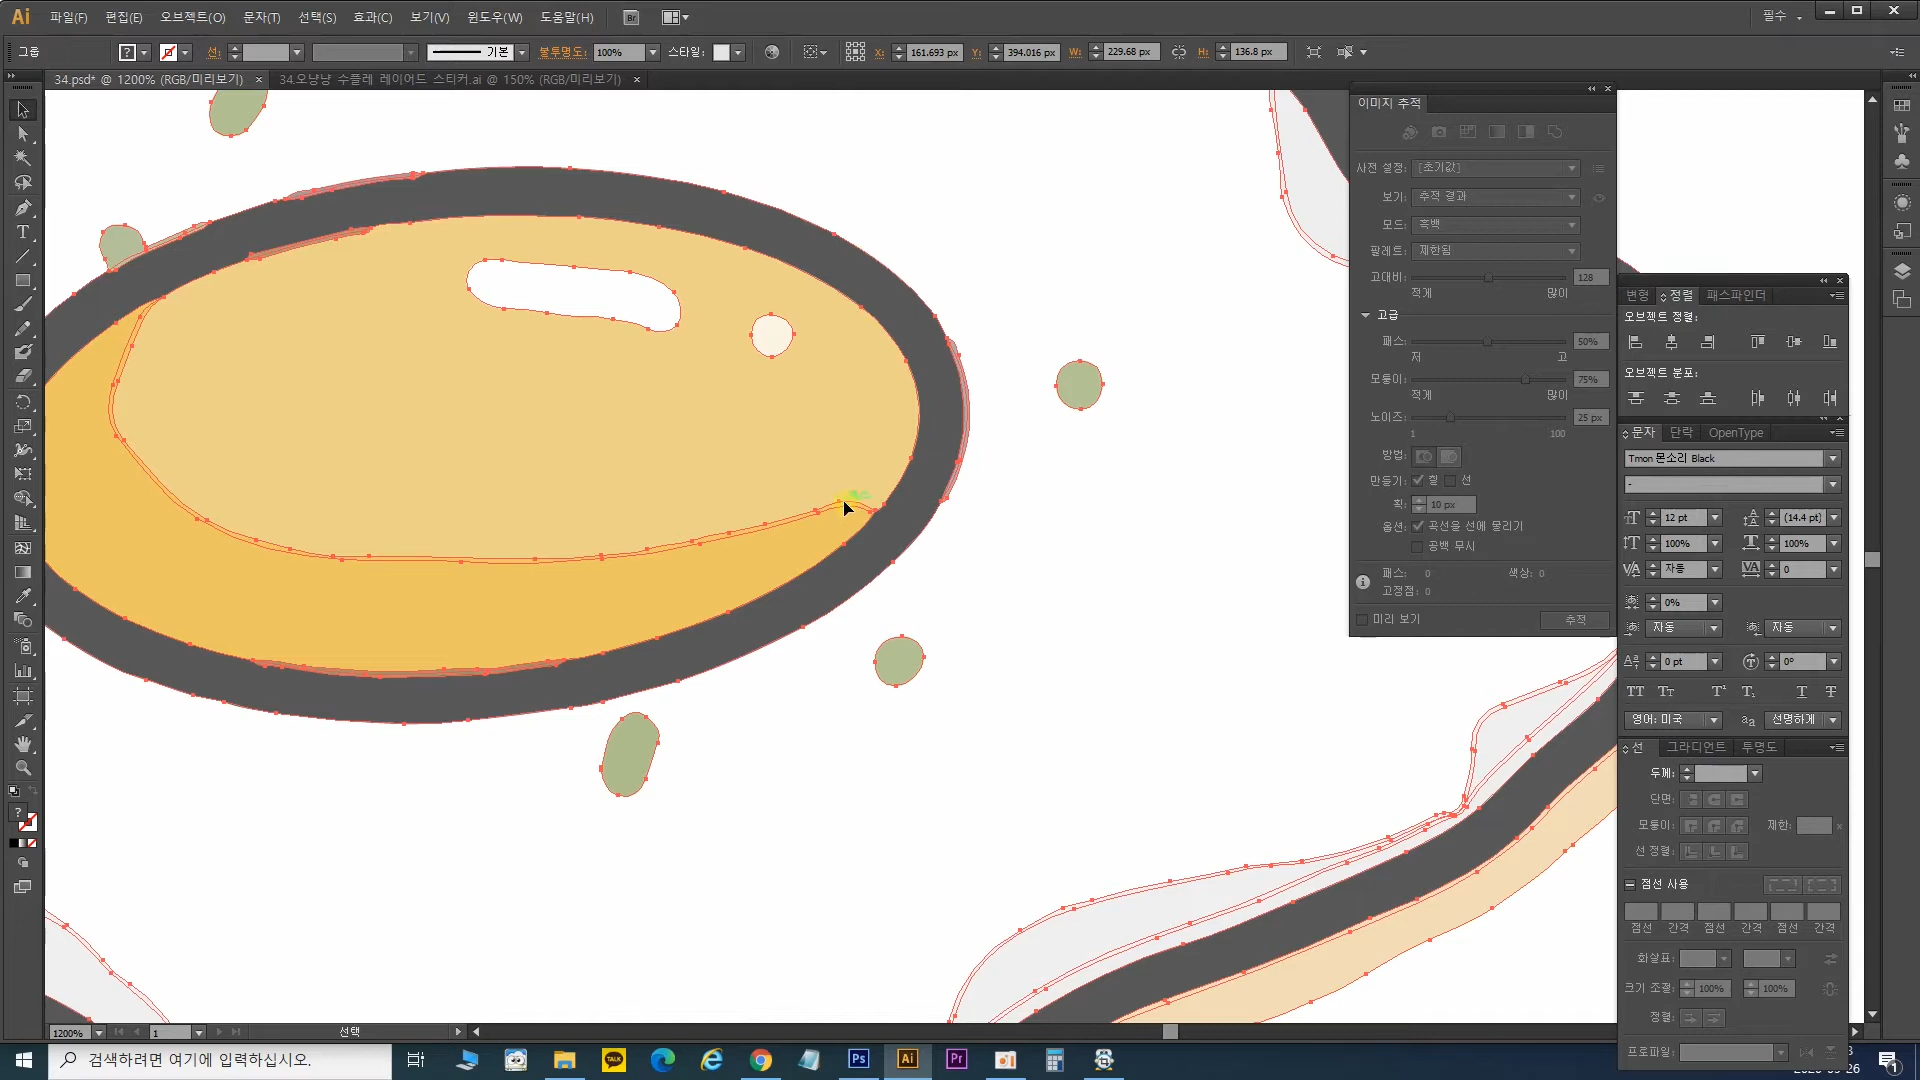 Ai 파일(F) 편집(E) 오브젝트(O) 문자(T) 선택(S) 효과(C) 보기(V) 윈도우(W) 도움말(H) Br 필수
그룹 ? 선: 기본 불투명도: 100% 스타일: X: 161.693 px Y: 394.016 px W: 229.68 px H: 136.8 px
34.psd* @ 1200% (RGB/미리보기) × 34.오냥냥 수플레 레이어드 스티커.ai @ 150% (RGB/미리보기) ×
이미지 추적
사전 설정: [초기값]
보기: 추적 결과
모드: 흑백
팔레트: 제한됨
고대비: 128
적게 많이
고급
패스: 50%
저 고
모퉁이: 75%
적게 많이
노이즈: 25 px
1 100
방법:
만들기: 칠 선
획: 10 px
옵션: 곡선을 선에 물리기
공백 무시
패스: 0 색상: 0
고정점: 0
미리 보기 추적
변형 정렬 패스파인더
오브젝트 정렬:
오브젝트 분포:
문자 단락 OpenType
Tmon 몬소리 Black
-
12 pt (14.4 pt)
100% 100%
자동 0
0%
자동 자동
0 pt 0°
TT Tт T¹ T₁ T T
영어: 미국 aa 선명하게
선 그라디언트 투명도
두께:
단면:
모퉁이: 제한: x
선 정렬:
점선 사용
점선 간격 점선 간격 점선 간격
화살표:
크기 조절: 100% 100%
정렬:
프로파일:
1200% 1 선택
검색하려면 여기에 입력하십시오. TALK Ps Ai Pr 1